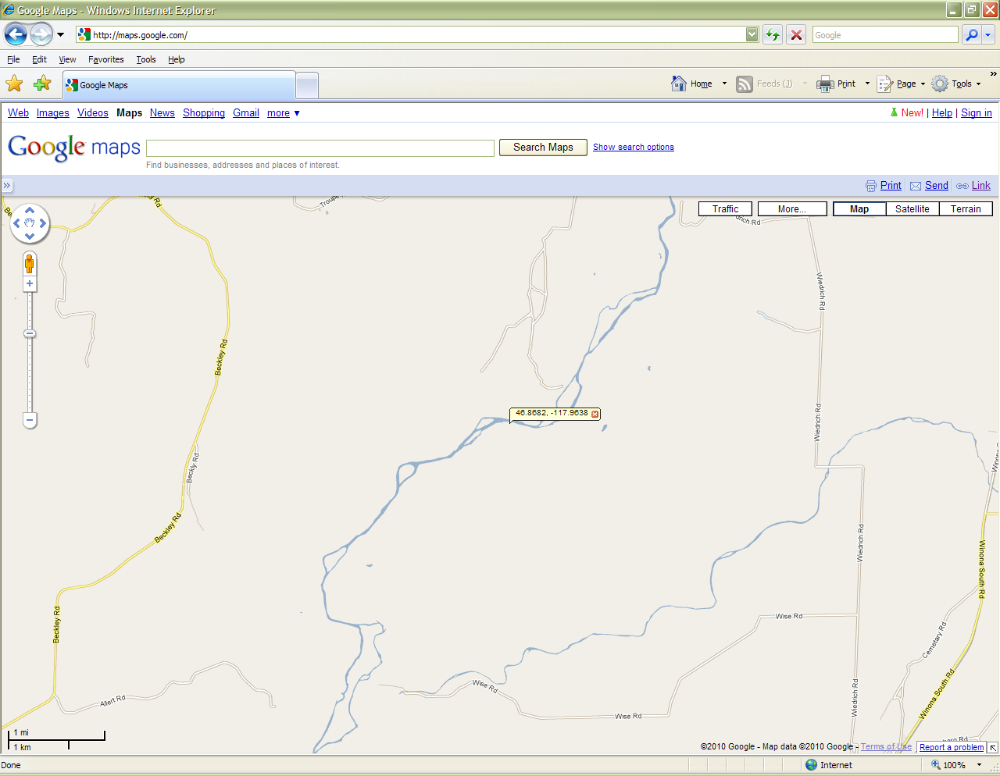 Google Maps - Windows Internet Explorer
http://maps.google.com/
Google
File Edit View Favorites Tools Help
Google Maps
Home Feeds (J) Print Page Tools
Web Images Videos Maps News Shopping Gmail more ▼
New! | Help | Sign in
Google maps
Search Maps
Show search options
Find businesses, addresses and places of interest.
Print Send Link
Traffic More... Map Satellite Terrain
Wiedrich Rd
Beckley Rd
46.8682, -117.9638
Wiedrich Rd
Beckly Rd
Beckley Rd
Wiedrich Rd
Winona South Rd
Beckley Rd
Wise Rd
Cemetary Rd
Wise Rd
Wiedrich Rd
Winona South Rd
Allert Rd
Wise Rd
1 mi
1 km
©2010 Google - Map data ©2010 Google - Terms of Use
Report a problem
Done
Internet
100%